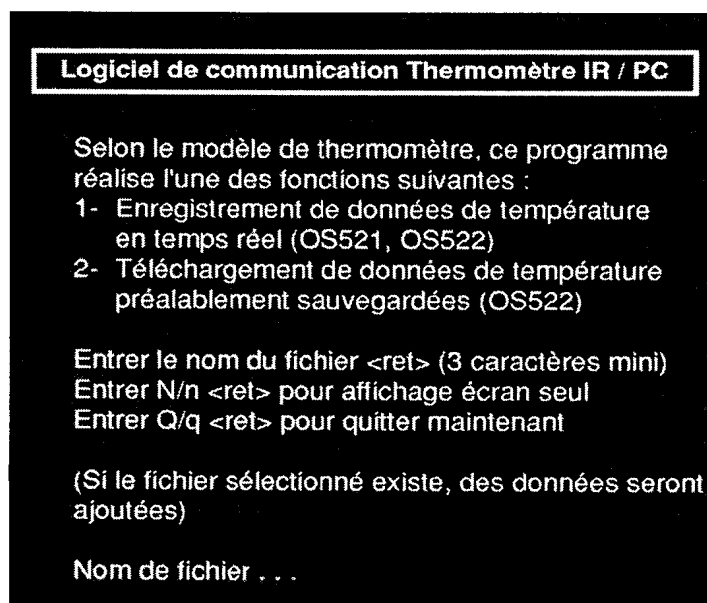 Logiciel de communication Thermomètre IR / PC
Selon le modèle de thermomètre, ce programme
réalise l'une des fonctions suivantes :
1- Enregistrement de données de température
en temps réel (OS521, OS522)
2- Téléchargement de données de température
préalablement sauvegardées (OS522)
Entrer le nom du fichier <ret> (3 caractères mini)
Entrer N/n <ret> pour affichage écran seul
Entrer Q/q <ret> pour quitter maintenant
(Si le fichier sélectionné existe, des données seront
ajoutées)
Nom de fichier . . .